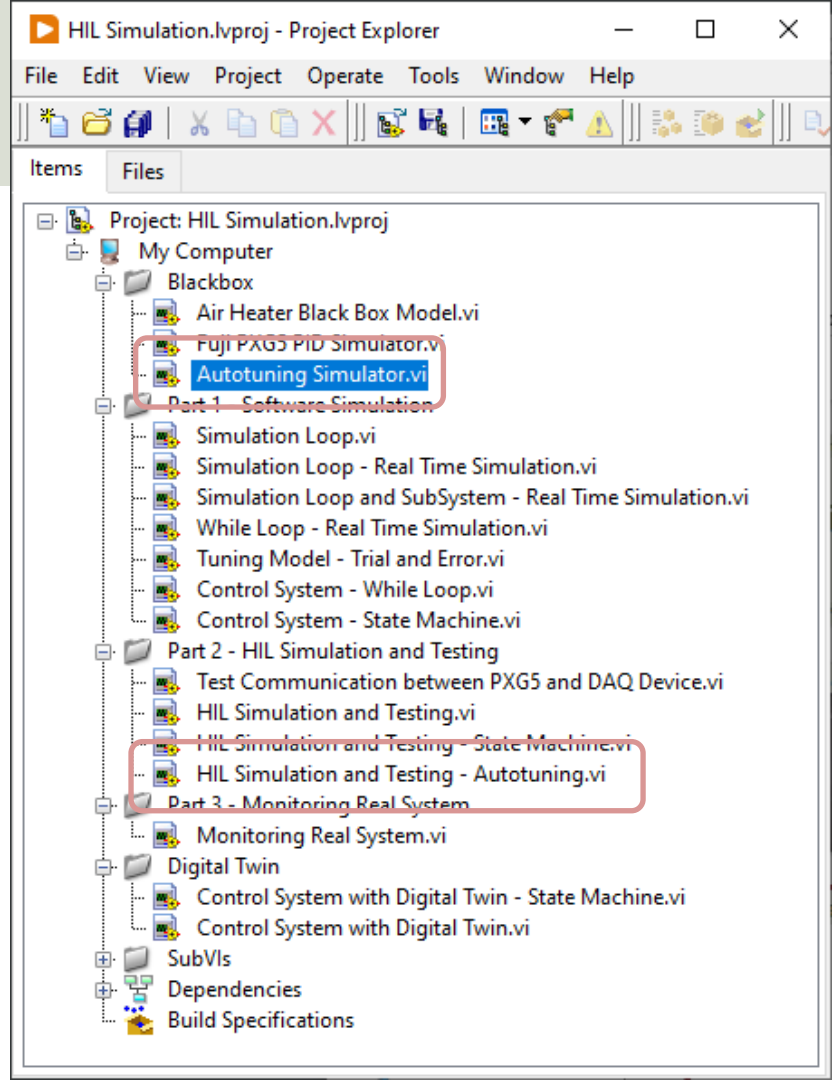 HIL Simulation.lvproj - Project Explorer
File Edit View Project Operate Tools Window Help
Items Files
Project: HIL Simulation.lvproj
My Computer
Blackbox
Air Heater Black Box Model.vi
Fuji PXG5 PID Simulator.vi
Autotuning Simulator.vi
Part 1 - Software Simulation
Simulation Loop.vi
Simulation Loop - Real Time Simulation.vi
Simulation Loop and SubSystem - Real Time Simulation.vi
While Loop - Real Time Simulation.vi
Tuning Model - Trial and Error.vi
Control System - While Loop.vi
Control System - State Machine.vi
Part 2 - HIL Simulation and Testing
Test Communication between PXG5 and DAQ Device.vi
HIL Simulation and Testing.vi
HIL Simulation and Testing - State Machine.vi
HIL Simulation and Testing - Autotuning.vi
Part 3 - Monitoring Real System
Monitoring Real System.vi
Digital Twin
Control System with Digital Twin - State Machine.vi
Control System with Digital Twin.vi
SubVIs
Dependencies
Build Specifications